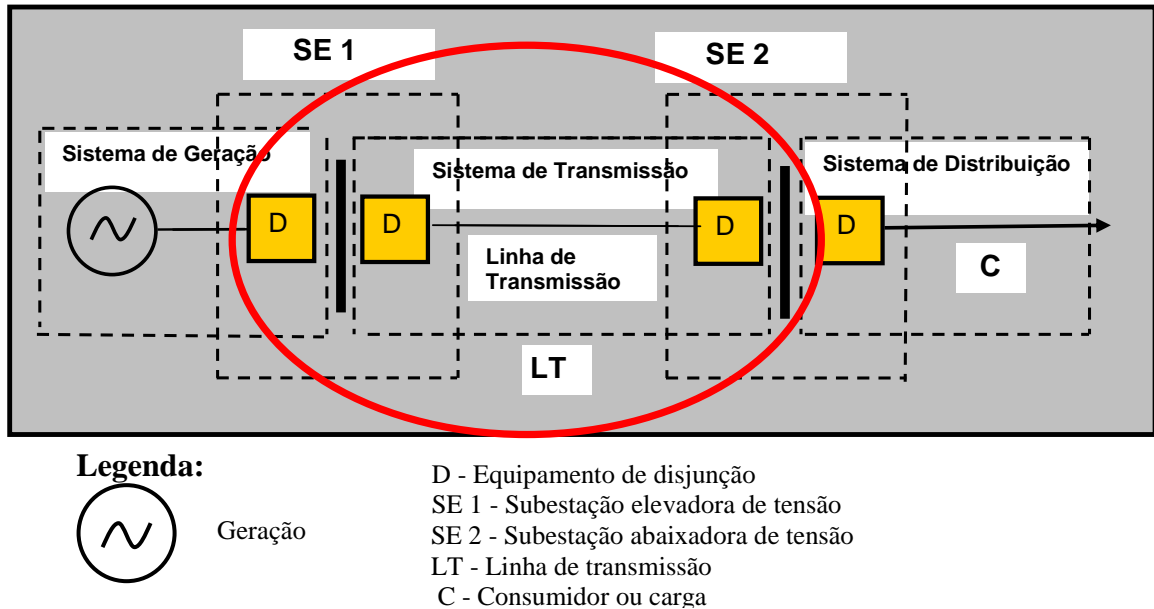 SE 1
SE 2
Sistema de Geração
Sistema de Transmissão
Sistema de Distribuição
D
D
D
D
Linha de
Transmissão
C
LT
Legenda:
Geração
D - Equipamento de disjunção
SE 1 - Subestação elevadora de tensão
SE 2 - Subestação abaixadora de tensão
LT - Linha de transmissão
C - Consumidor ou carga